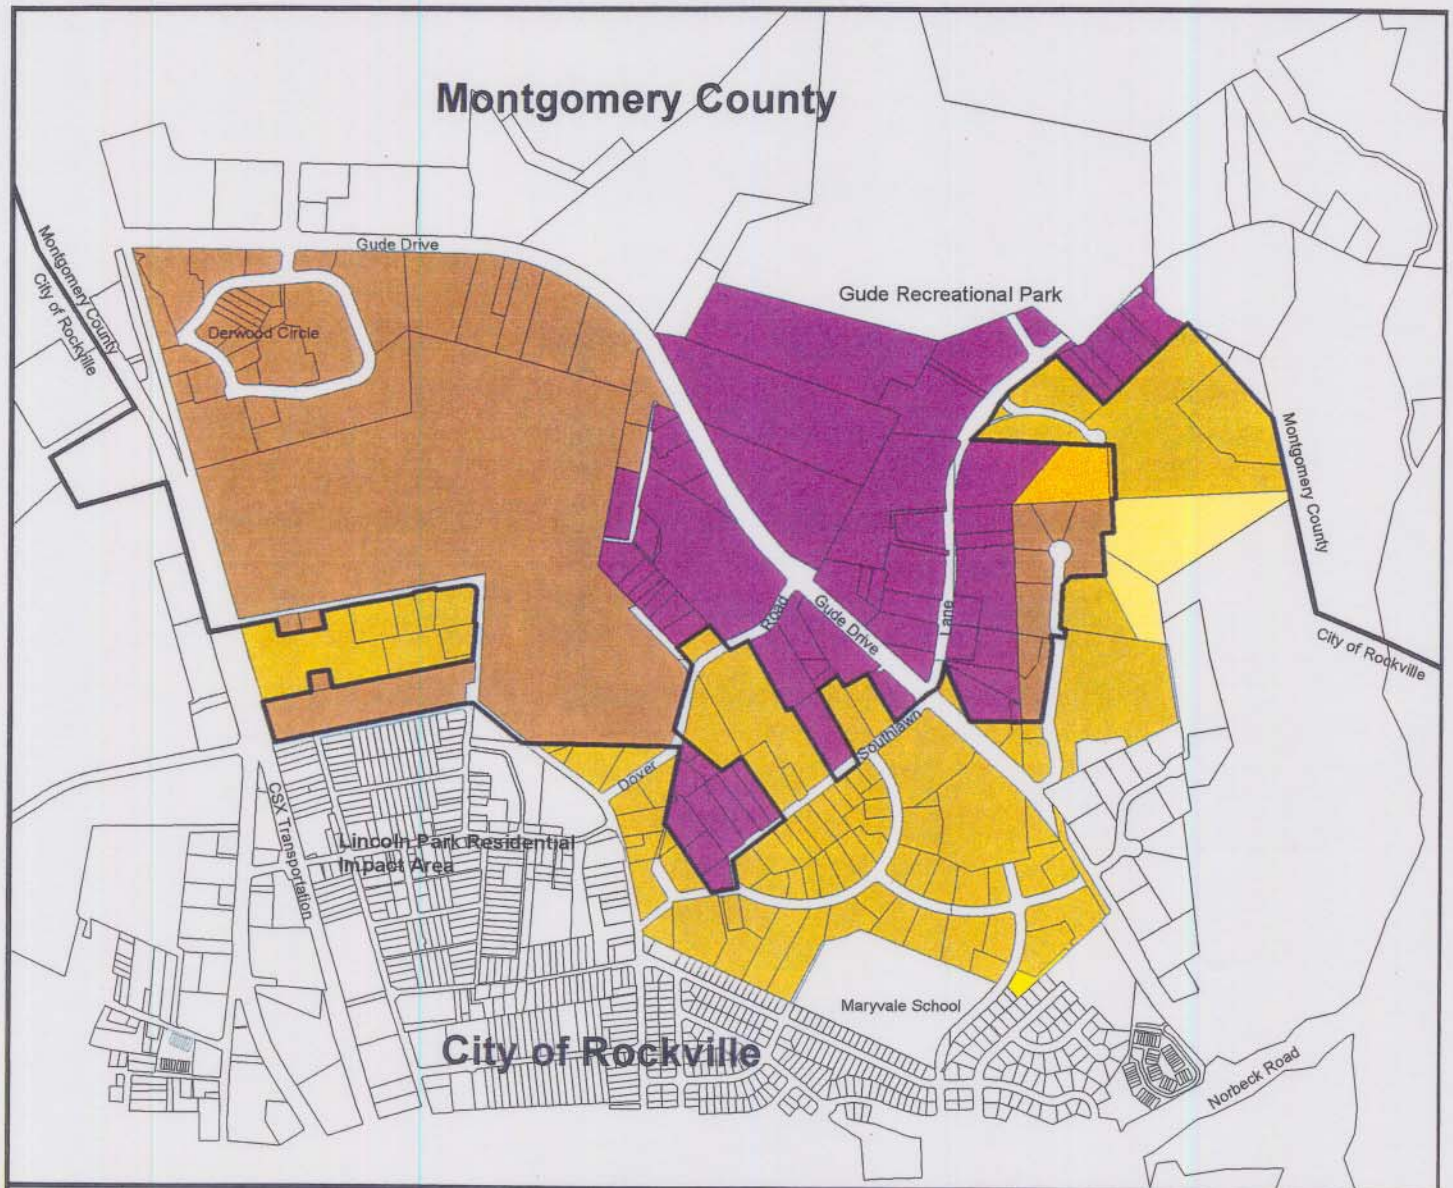 Montgomery County
Gude Drive
Montgomery County
City of Rockville
Gude Recreational Park
Derwood Circle
Montgomery County
City of Rockville
Road
Gude Drive
Lane
Southlawn
Dover
CSX Transportation
Lincoln Park Residential
Impact Area
Maryvale School
City of Rockville
Norbeck Road